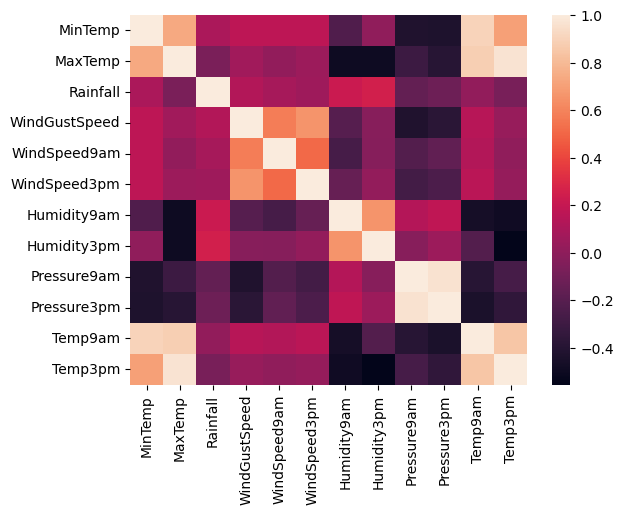 MinTemp
MaxTemp
Rainfall
WindGustSpeed
WindSpeed9am
WindSpeed3pm
Humidity9am
Humidity3pm
Pressure9am
Pressure3pm
Temp9am
Temp3pm
MinTemp
MaxTemp
Rainfall
WindGustSpeed
WindSpeed9am
WindSpeed3pm
Humidity9am
Humidity3pm
Pressure9am
Pressure3pm
Temp9am
Temp3pm
1.0
0.8
0.6
0.4
0.2
0.0
−0.2
−0.4